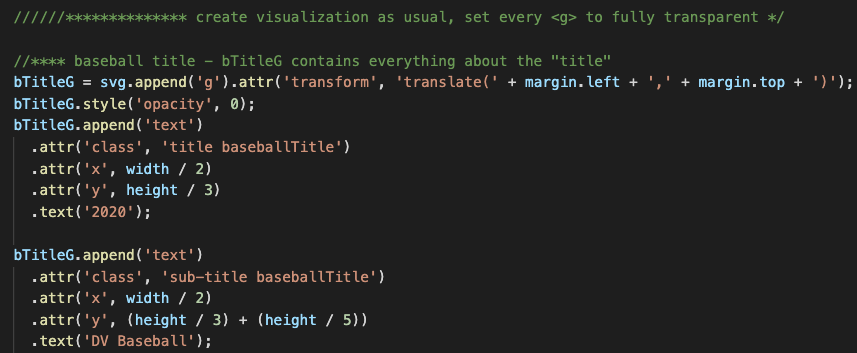 //////************** create visualization as usual, set every <g> to fully transparent */
//**** baseball title - bTitleG contains everything about the "title"
bTitleG = svg.append('g').attr('transform', 'translate(' + margin.left + ',' + margin.top + ')');
bTitleG.style('opacity', 0);
bTitleG.append('text')
.attr('class', 'title baseballTitle')
.attr('x', width / 2)
.attr('y', height / 3)
.text('2020');
bTitleG.append('text')
.attr('class', 'sub-title baseballTitle')
.attr('x', width / 2)
.attr('y', (height / 3) + (height / 5))
.text('DV Baseball');